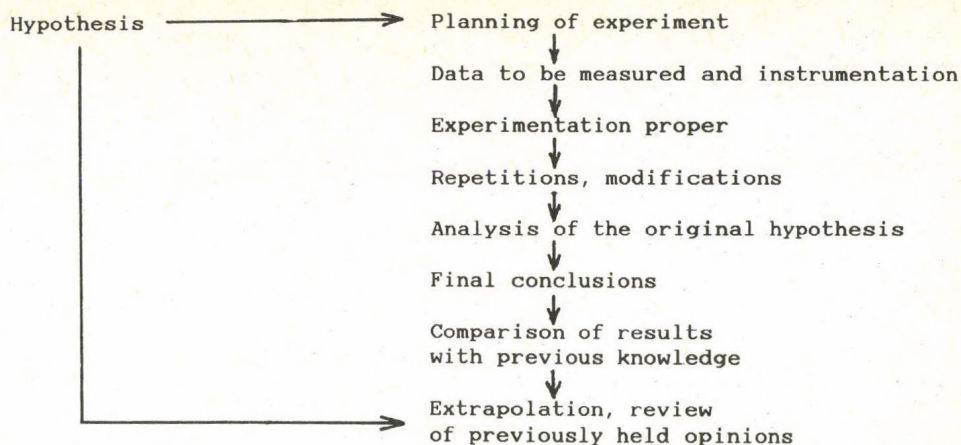 Hypothesis
Planning of experiment
Data to be measured and instrumentation
Experimentation proper
Repetitions, modifications
Analysis of the original hypothesis
Final conclusions
Comparison of results
with previous knowledge
Extrapolation, review
of previously held opinions